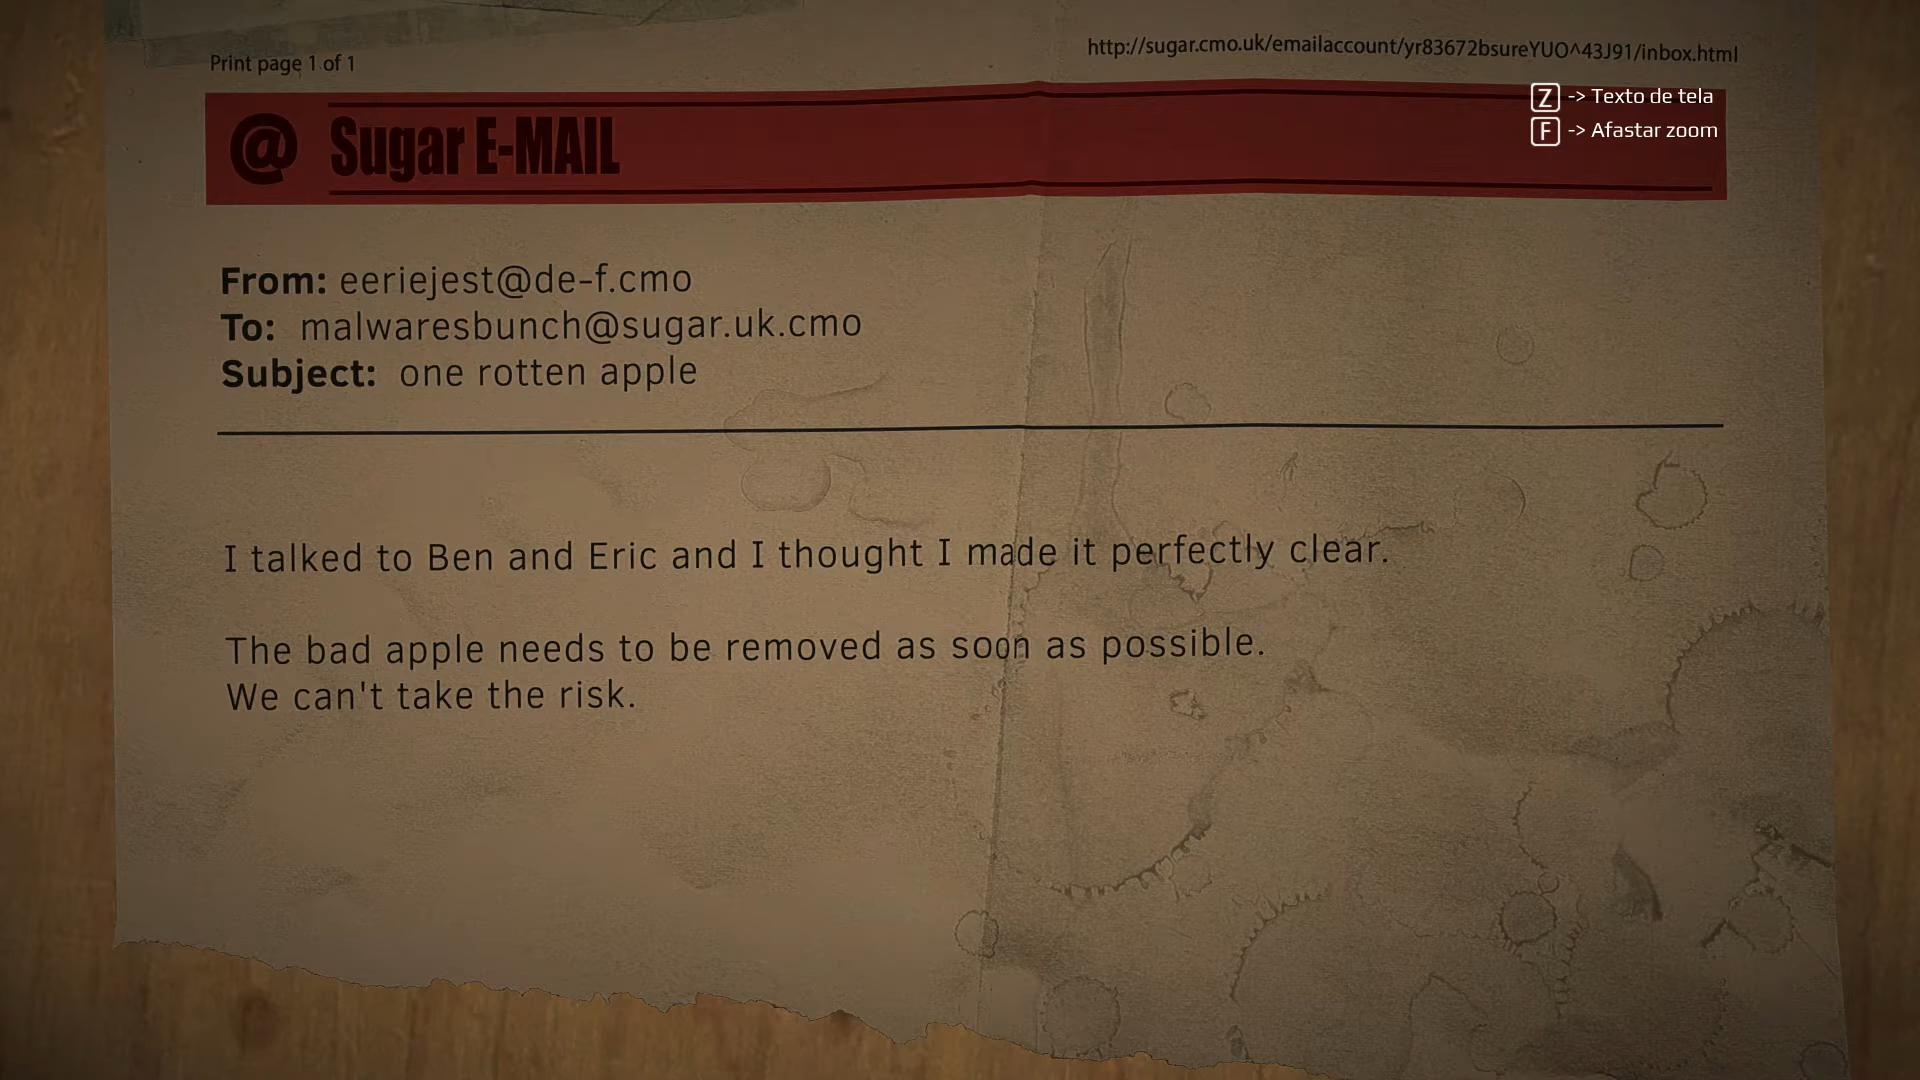 Print page 1 of 1
http://sugar.cmo.uk/emailaccount/yr83672bsureYUO^43J91/inbox.html
Z -> Texto de tela
F -> Afastar zoom
@ Sugar E-MAIL
From: eeriejest@de-f.cmo
To: malwaresbunch@sugar.uk.cmo
Subject: one rotten apple
I talked to Ben and Eric and I thought I made it perfectly clear.
The bad apple needs to be removed as soon as possible.
We can't take the risk.